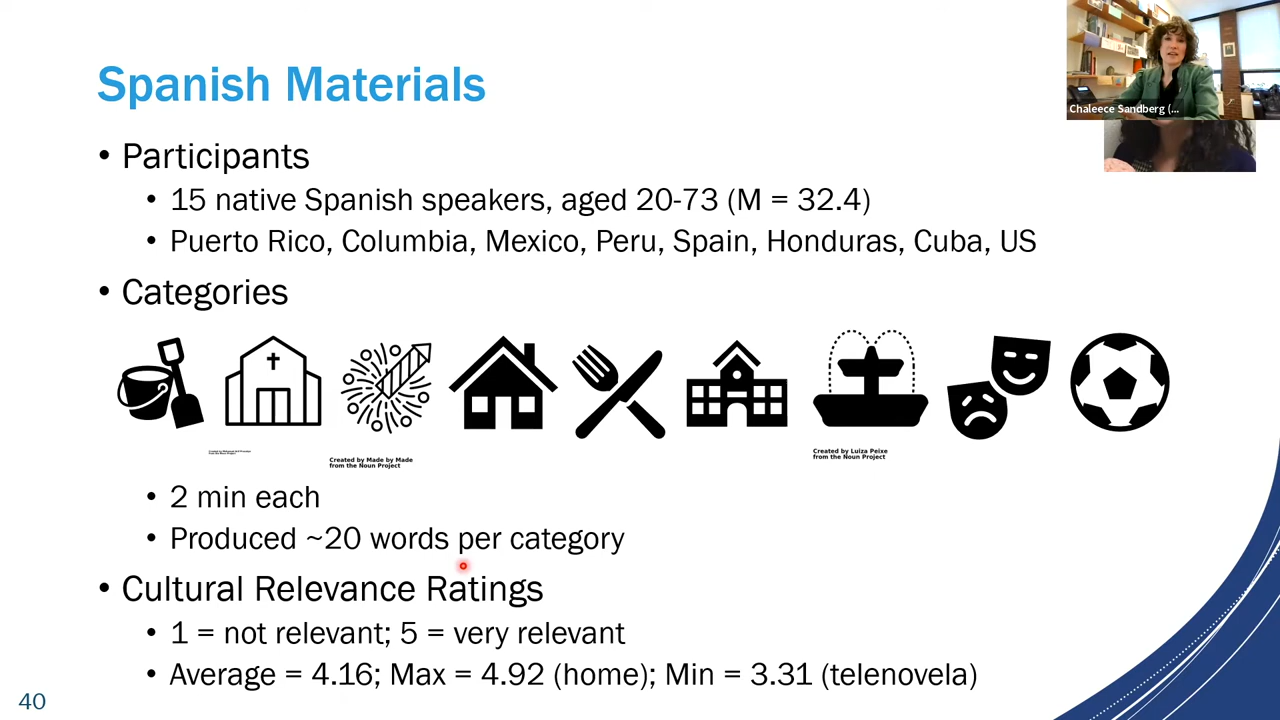 Spanish Materials
Chaleece Sandberg (...
• Participants
• 15 native Spanish speakers, aged 20-73 (M = 32.4)
• Puerto Rico, Columbia, Mexico, Peru, Spain, Honduras, Cuba, US
• Categories
Created by Made by Made
from the Noun Project
Created by Luiza Peixe
from the Noun Project
• 2 min each
• Produced ~20 words per category
• Cultural Relevance Ratings
• 1 = not relevant; 5 = very relevant
• Average = 4.16; Max = 4.92 (home); Min = 3.31 (telenovela)
40